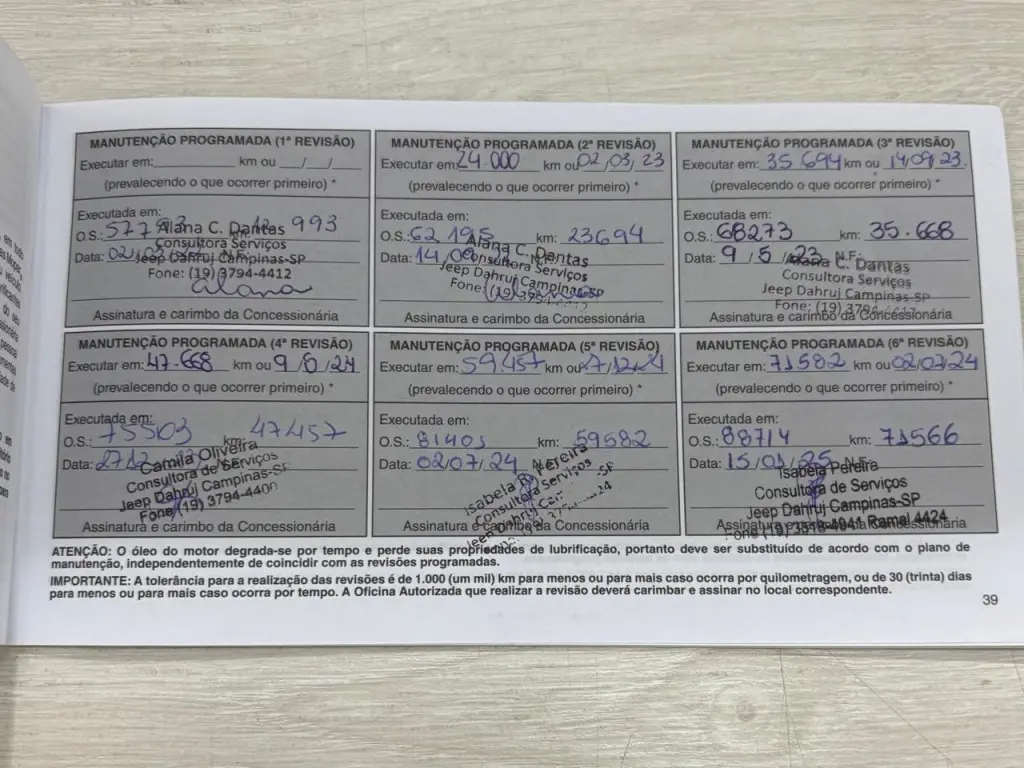 MANUTENÇÃO PROGRAMADA (1ª REVISÃO)
Executar em: km ou / /
(prevalecendo o que ocorrer primeiro) *
Executada em:
O.S.: 993
Alana C. Dantas
Consultora Serviços
Data: 02
Jeep Dahruj Campinas-SP
Fone: (19) 3794-4412
Alana
Assinatura e carimbo da Concessionária
MANUTENÇÃO PROGRAMADA (2ª REVISÃO)
Executar em: 24.000 km ou 02/03/23
(prevalecendo o que ocorrer primeiro) *
Executada em:
O.S.: 62195 km: 23694
Alana C. Dantas
Data: 14
Consultora Serviços
Jeep Dahruj Campinas-SP
Fone: (19)
Assinatura e carimbo da Concessionária
MANUTENÇÃO PROGRAMADA (3ª REVISÃO)
Executar em: 35694 km ou 14/09/23.
(prevalecendo o que ocorrer primeiro) *
Executada em:
O.S.: 68273 km: 35.668
Data: 9/5/23 N.F.:
Alana C. Dantas
Consultora Serviços
Jeep Dahruj Campinas-SP
Fone: (19)
Assinatura e carimbo da Concessionária
MANUTENÇÃO PROGRAMADA (4ª REVISÃO)
Executar em: 47.668 km ou /24
(prevalecendo o que ocorrer primeiro) *
Executada em:
O.S.: 75503 km: 47457
Data: 2712
Camila Oliveira
Consultora de Serviços
Jeep Dahruj Campinas-SP
Fone (19) 3794-4400
Assinatura e carimbo da Concessionária
MANUTENÇÃO PROGRAMADA (5ª REVISÃO)
Executar em: 59457 km ou
(prevalecendo o que ocorrer primeiro) *
Executada em:
O.S.: 81401 km: 59582
Data: 02/07/24 N.F.:
Isabela Pereira
Consultora Serviços
Jeep Dahruj
Assinatura e carimbo da Concessionária
MANUTENÇÃO PROGRAMADA (6ª REVISÃO)
Executar em: 71582 km ou 02/07/24
(prevalecendo o que ocorrer primeiro) *
Executada em:
O.S.: 88714 km: 71566
Data: 15/01/25 N.F.:
Isabela Pereira
Consultora de Serviços
Jeep Dahruj Campinas-SP
Ramal 4424
Assinatura e carimbo da Concessionária
ATENÇÃO: O óleo do motor degrada-se por tempo e perde suas propriedades de lubrificação, portanto deve ser substituído de acordo com o plano de
manutenção, independentemente de coincidir com as revisões programadas.
IMPORTANTE: A tolerância para a realização das revisões é de 1.000 (um mil) km para menos ou para mais caso ocorra por quilometragem, ou de 30 (trinta) dias
para menos ou para mais caso ocorra por tempo. A Oficina Autorizada que realizar a revisão deverá carimbar e assinar no local correspondente.
39